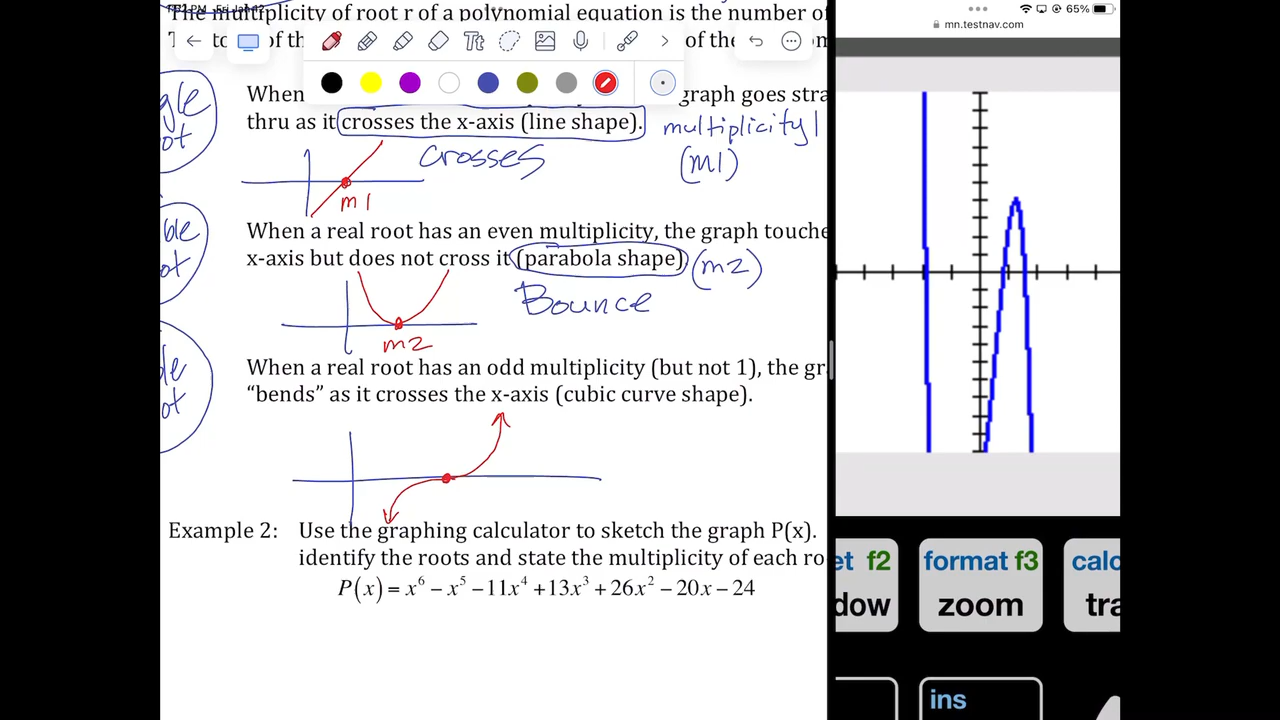 The multiplicity of root r of a polynomial equation is the number of
of the
When
graph goes stra
thru as it crosses the x-axis (line shape).
multiplicity 1
crosses
(m1)
m1
When a real root has an even multiplicity, the graph touche
x-axis but does not cross it (parabola shape)
(m2)
Bounce
m2
When a real root has an odd multiplicity (but not 1), the gr
"bends" as it crosses the x-axis (cubic curve shape).
Example 2: Use the graphing calculator to sketch the graph P(x).
identify the roots and state the multiplicity of each ro
P(x) = x⁶ − x⁵ − 11x⁴ + 13x³ + 26x² − 20x − 24
Tt
65%
mn.testnav.com
et f2
dow
format f3
zoom
calc
tra
ins